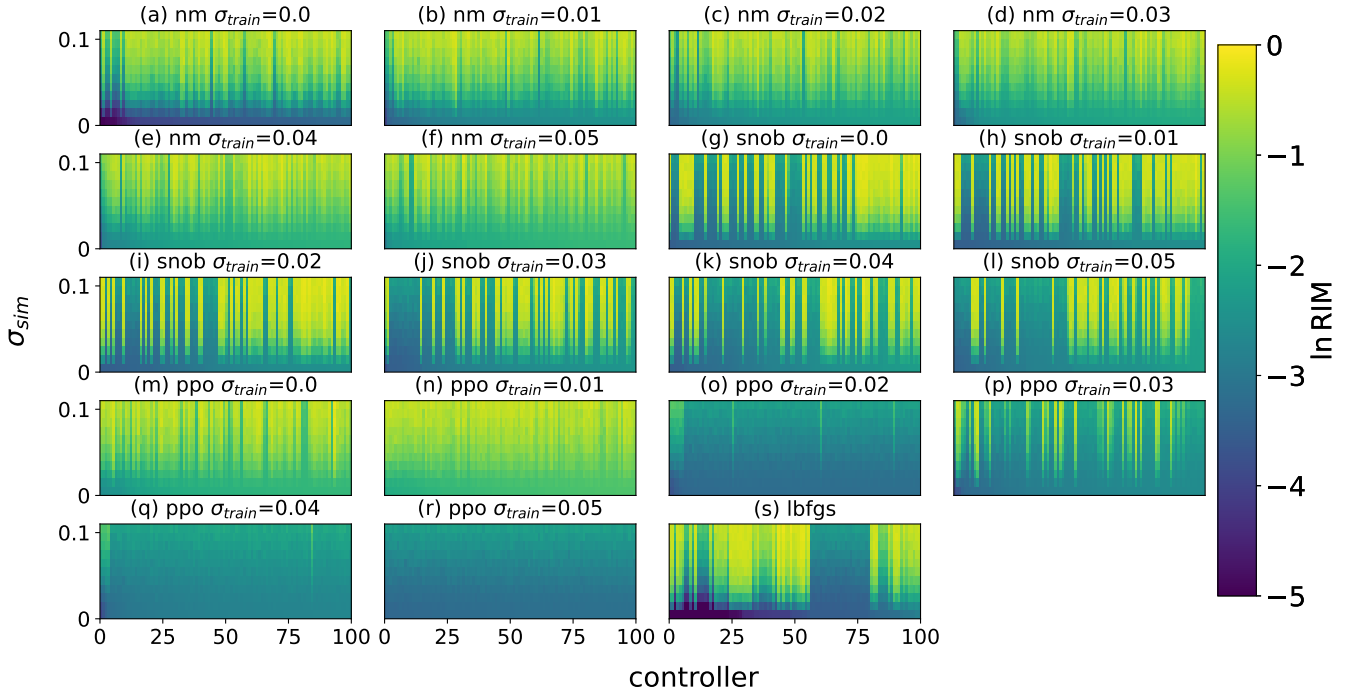 (a) nm σtrain=0.0
(b) nm σtrain=0.01
(c) nm σtrain=0.02
(d) nm σtrain=0.03
0.1
0
(e) nm σtrain=0.04
(f) nm σtrain=0.05
(g) snob σtrain=0.0
(h) snob σtrain=0.01
0.1
0
(i) snob σtrain=0.02
(j) snob σtrain=0.03
(k) snob σtrain=0.04
(l) snob σtrain=0.05
0.1
0
(m) ppo σtrain=0.0
(n) ppo σtrain=0.01
(o) ppo σtrain=0.02
(p) ppo σtrain=0.03
0.1
0
(q) ppo σtrain=0.04
(r) ppo σtrain=0.05
(s) lbfgs
0.1
0
0 25 50 75 100
0 25 50 75 100
0 25 50 75 100
controller
σsim
0
−1
−2
−3
−4
−5
ln RIM